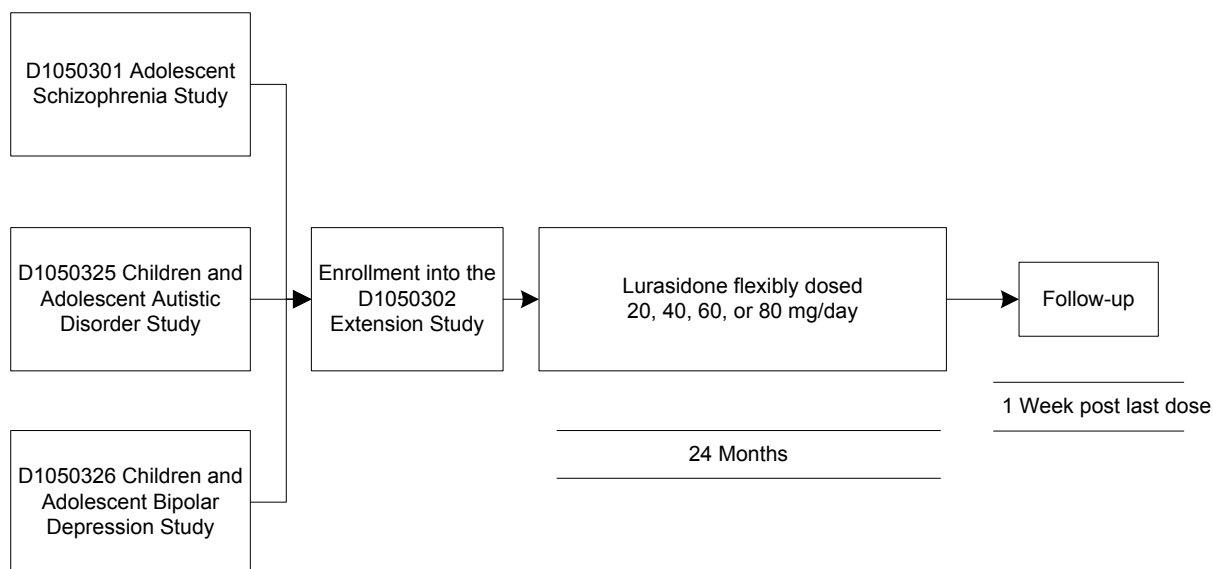 D1050301 Adolescent
Schizophrenia Study
D1050325 Children and
Adolescent Autistic
Disorder Study
D1050326 Children and
Adolescent Bipolar
Depression Study
Enrollment into the
D1050302
Extension Study
Lurasidone flexibly dosed
20, 40, 60, or 80 mg/day
24 Months
Follow-up
1 Week post last dose